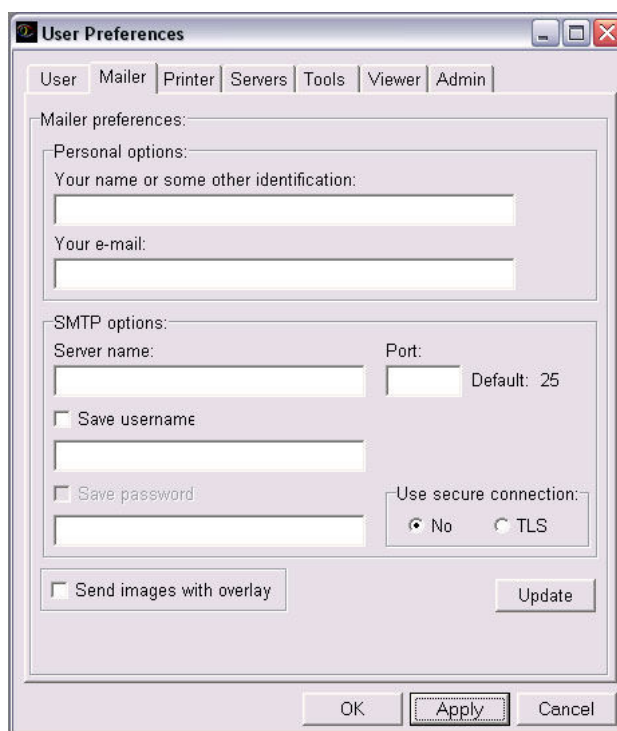 User Preferences
User Mailer Printer Servers Tools Viewer Admin
Mailer preferences:
Personal options:
Your name or some other identification:
Your e-mail:
SMTP options:
Server name: Port:
Default: 25
Save username
Save password
Use secure connection:
No TLS
Send images with overlay
Update
OK Apply Cancel